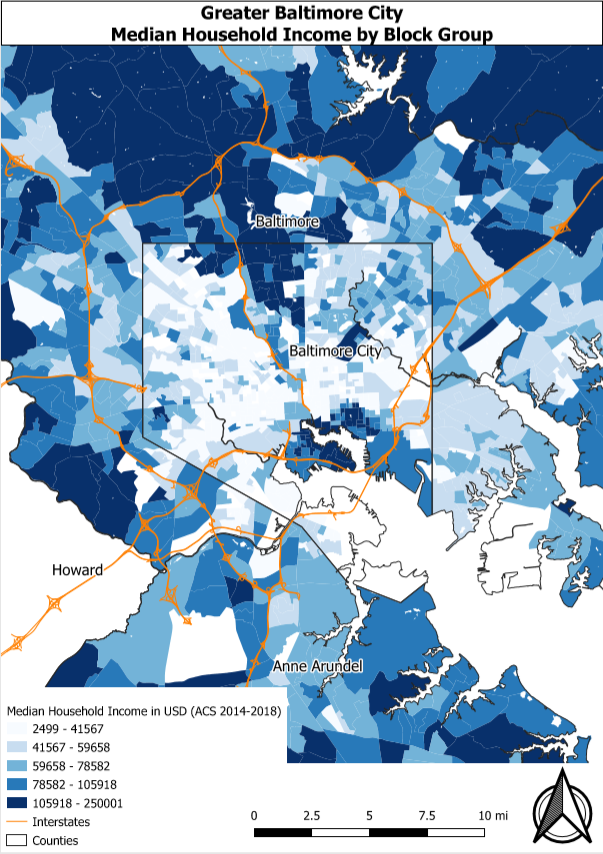 Greater Baltimore City
Median Household Income by Block Group
Baltimore
Baltimore City
Howard
Anne Arundel
Median Household Income in USD (ACS 2014-2018)
2499 - 41567
41567 - 59658
59658 - 78582
78582 - 105918
105918 - 250001
Interstates
Counties
0 2.5 5 7.5 10 mi